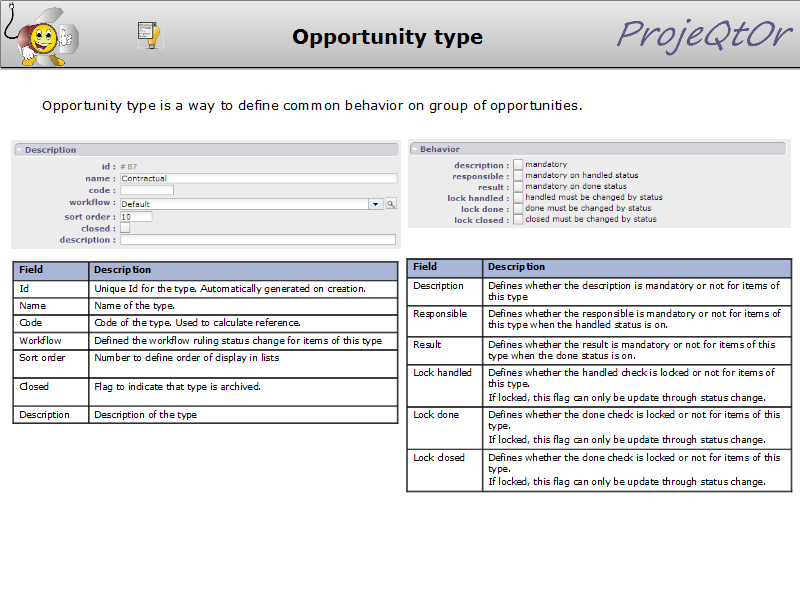 Opportunity type
ProjeQtOr
Opportunity type is a way to define common behavior on group of opportunities.
Description
id : # 87
name : Contractual
code :
workflow : Default
sort order : 10
closed :
description :
Field Description
Id Unique Id for the type. Automatically generated on creation.
Name Name of the type.
Code Code of the type. Used to calculate reference.
Workflow Defined the workflow ruling status change for items of this type
Sort order Number to define order of display in lists
Closed Flag to indicate that type is archived.
Description Description of the type
Behavior
description : mandatory
responsible : mandatory on handled status
result : mandatory on done status
lock handled : handled must be changed by status
lock done : done must be changed by status
lock closed : closed must be changed by status
Field Description
Description Defines whether the description is mandatory or not for items of
this type
Responsible Defines whether the responsible is mandatory or not for items of
this type when the handled status is on.
Result Defines whether the result is mandatory or not for items of this
type when the done status is on.
Lock handled Defines whether the handled check is locked or not for items of
this type.
If locked, this flag can only be update through status change.
Lock done Defines whether the done check is locked or not for items of this
type.
If locked, this flag can only be update through status change.
Lock closed Defines whether the done check is locked or not for items of this
type.
If locked, this flag can only be update through status change.